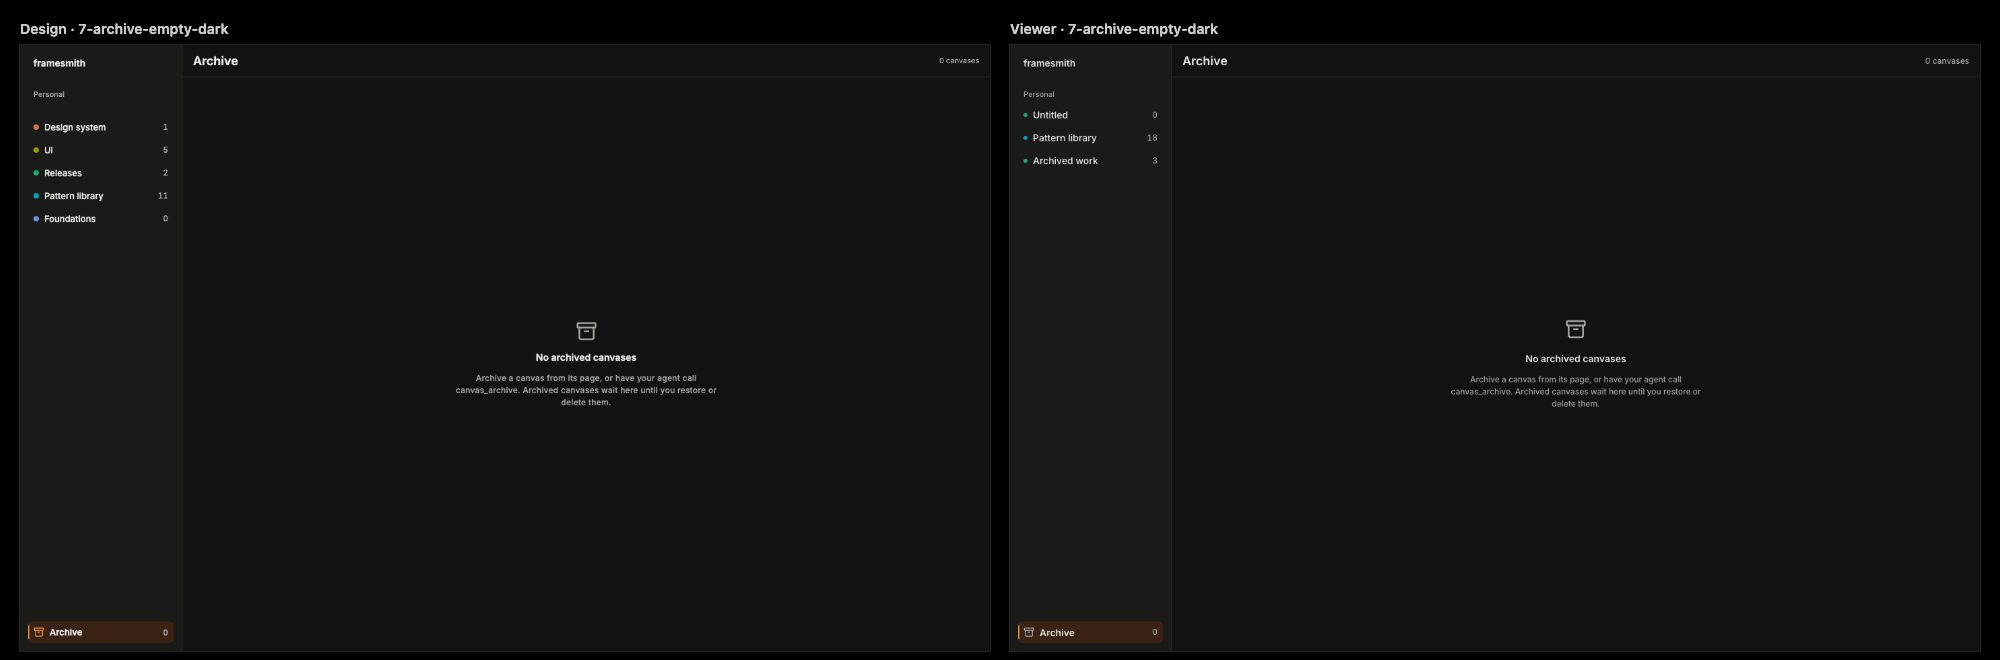 Design · 7-archive-empty-dark
framesmith
Archive
0 canvases
Personal
Design system 1
UI 5
Releases 2
Pattern library 11
Foundations 0
No archived canvases
Archive a canvas from its page, or have your agent call
canvas_archive. Archived canvases wait here until you restore or
delete them.
Archive 0
Viewer · 7-archive-empty-dark
framesmith
Archive
0 canvases
Personal
Untitled 0
Pattern library 18
Archived work 3
No archived canvases
Archive a canvas from its page, or have your agent call
canvas_archive. Archived canvases wait here until you restore or
delete them.
Archive 0